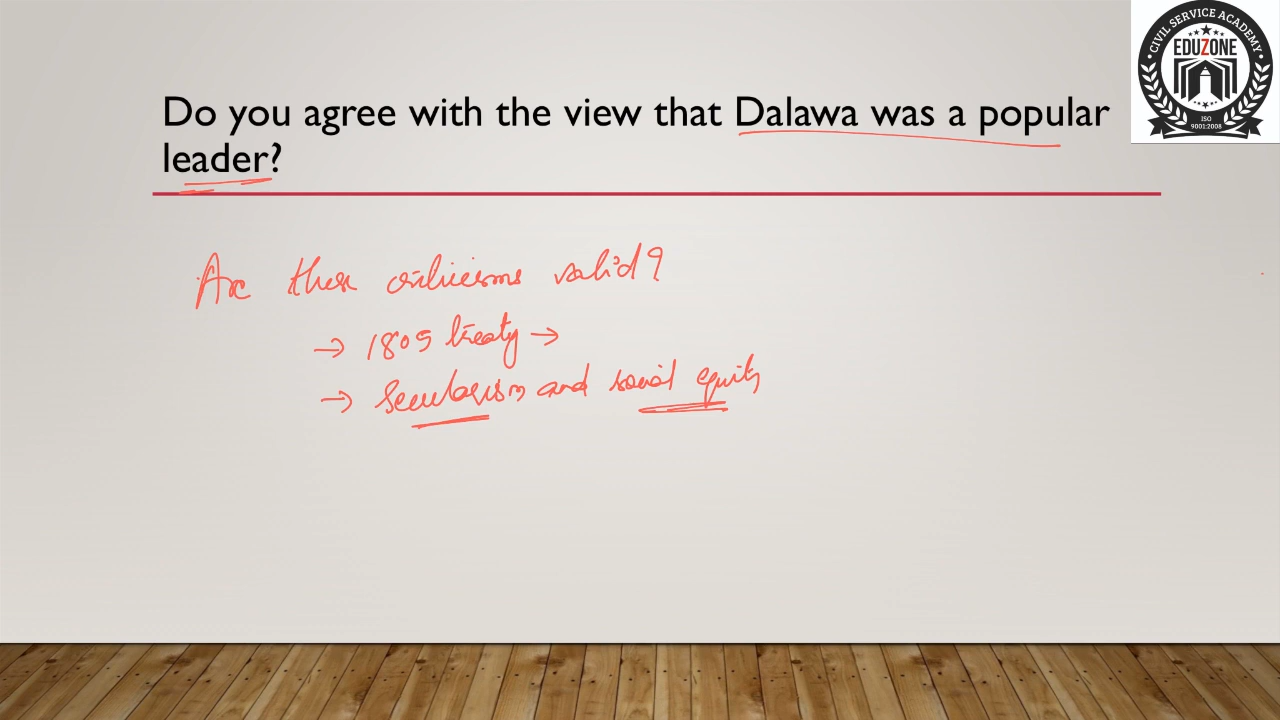 CIVIL SERVICE ACADEMY
EDUZONE
ISO
9001:2008
Do you agree with the view that Dalawa was a popular
leader?
Are these criticisms valid?
→ 1805 treaty →
→ Secularism and social equity